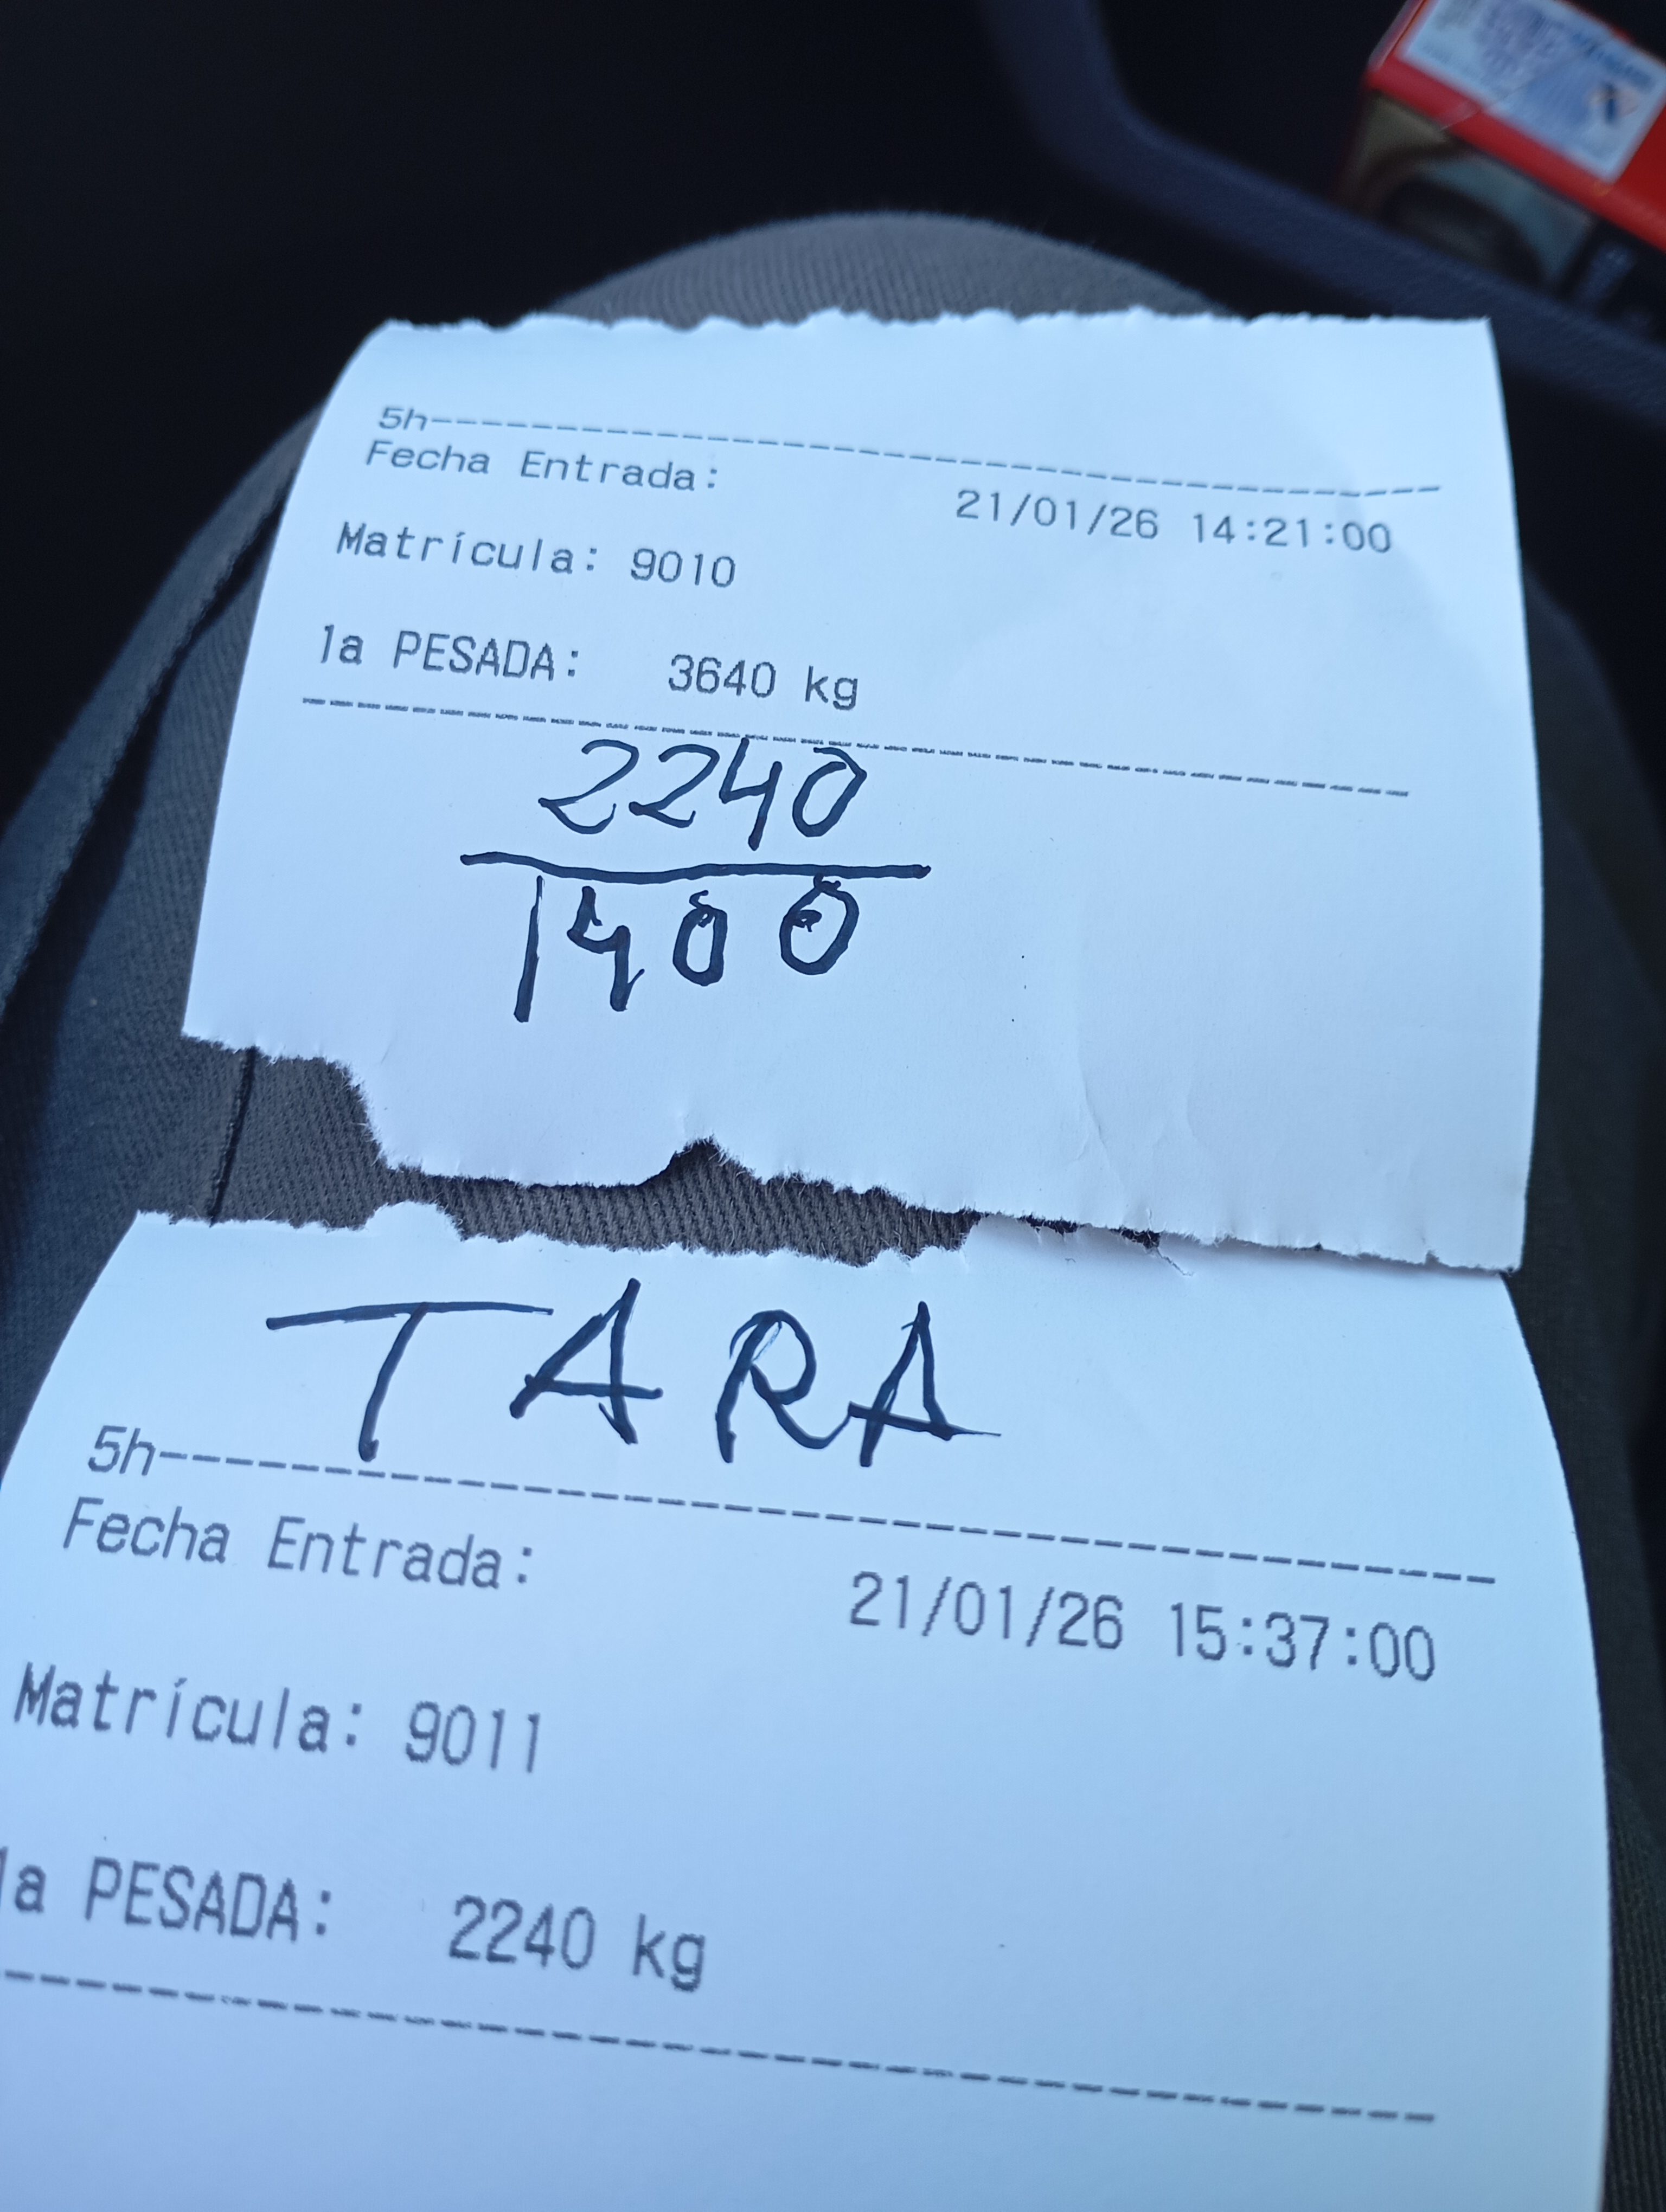 5h--------------------------------
Fecha Entrada:
21/01/26 14:21:00
Matrícula: 9010
1a PESADA: 3640 kg
2240
1400
TARA
5h--------------------------------
Fecha Entrada:
21/01/26 15:37:00
Matrícula: 9011
1a PESADA: 2240 kg